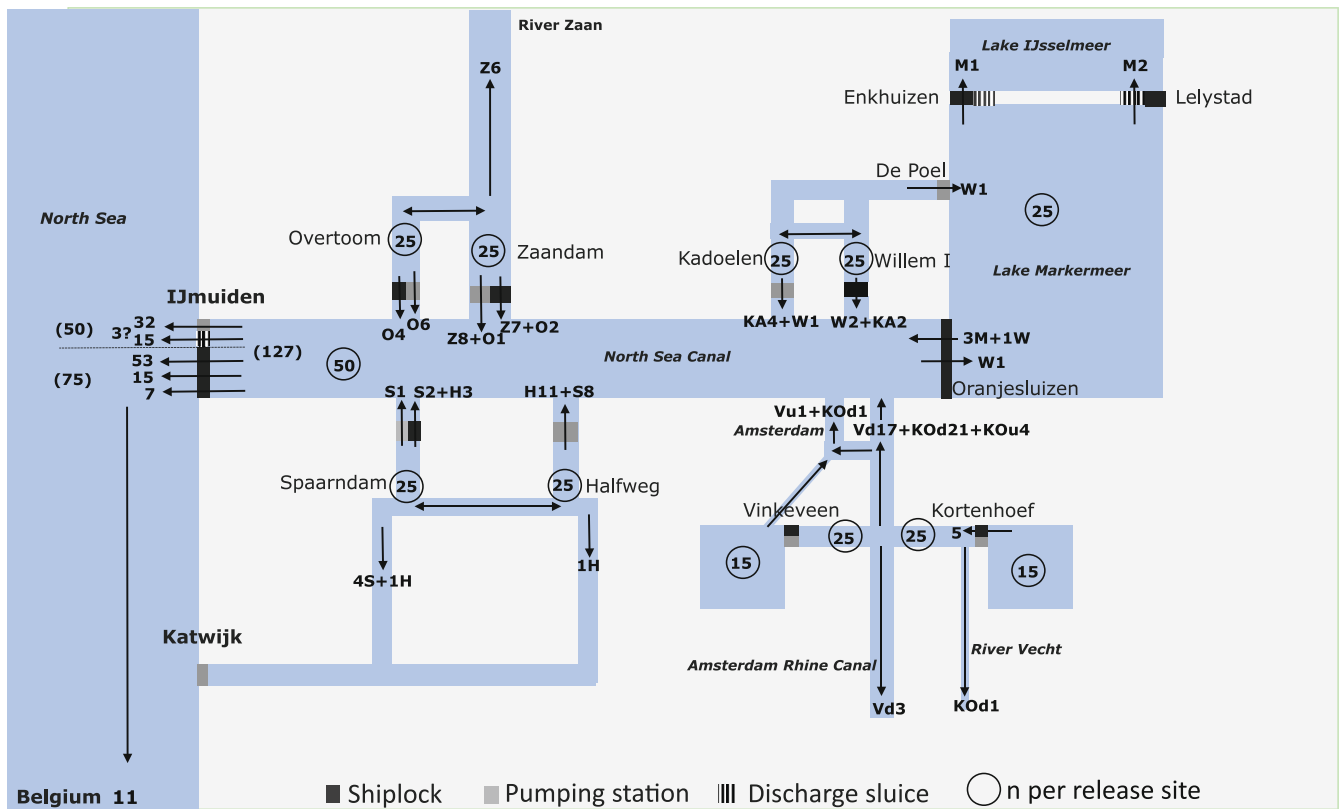 River Zaan
Lake IJsselmeer
Z6
M1
M2
Enkhuizen
Lelystad
De Poel
W1
North Sea
25
Overtoom
25
25
Zaandam
Kadoelen
25
25
Willem I
Lake Markermeer
IJmuiden
(50)
3?
32
15
O4
O6
Z8+O1
Z7+O2
KA4+W1
W2+KA2
(127)
North Sea Canal
3M+1W
53
50
W1
(75)
15
7
Oranjesluizen
S1
S2+H3
H11+S8
Vu1+KOd1
Amsterdam
Vd17+KOd21+KOu4
Spaarndam
25
25
Halfweg
Vinkeveen
Kortenhoef
25
25
5
15
15
4S+1H
1H
Katwijk
Amsterdam Rhine Canal
River Vecht
Vd3
KOd1
Belgium 11
Shiplock
Pumping station
Discharge sluice
n per release site